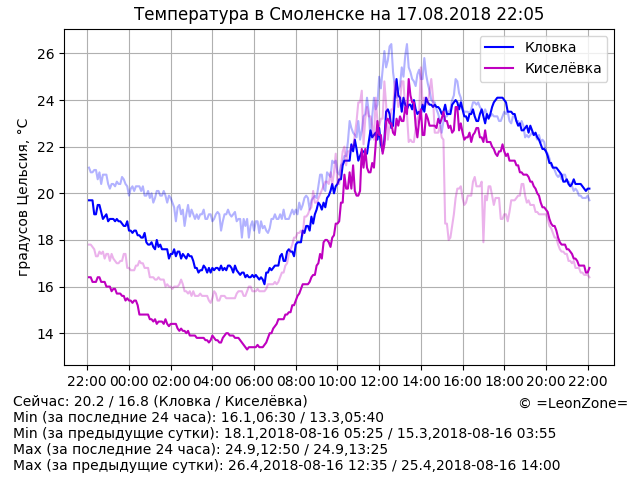 Температура в Смоленске на 17.08.2018 22:05
Кловка
Киселёвка
градусов Цельсия, °C
26
24
22
20
18
16
14
22:00 00:00 02:00 04:00 06:00 08:00 10:00 12:00 14:00 16:00 18:00 20:00 22:00
Сейчас: 20.2 / 16.8 (Кловка / Киселёвка)
© =LeonZone=
Min (за последние 24 часа): 16.1,06:30 / 13.3,05:40
Min (за предыдущие сутки): 18.1,2018-08-16 05:25 / 15.3,2018-08-16 03:55
Max (за последние 24 часа): 24.9,12:50 / 24.9,13:25
Max (за предыдущие сутки): 26.4,2018-08-16 12:35 / 25.4,2018-08-16 14:00